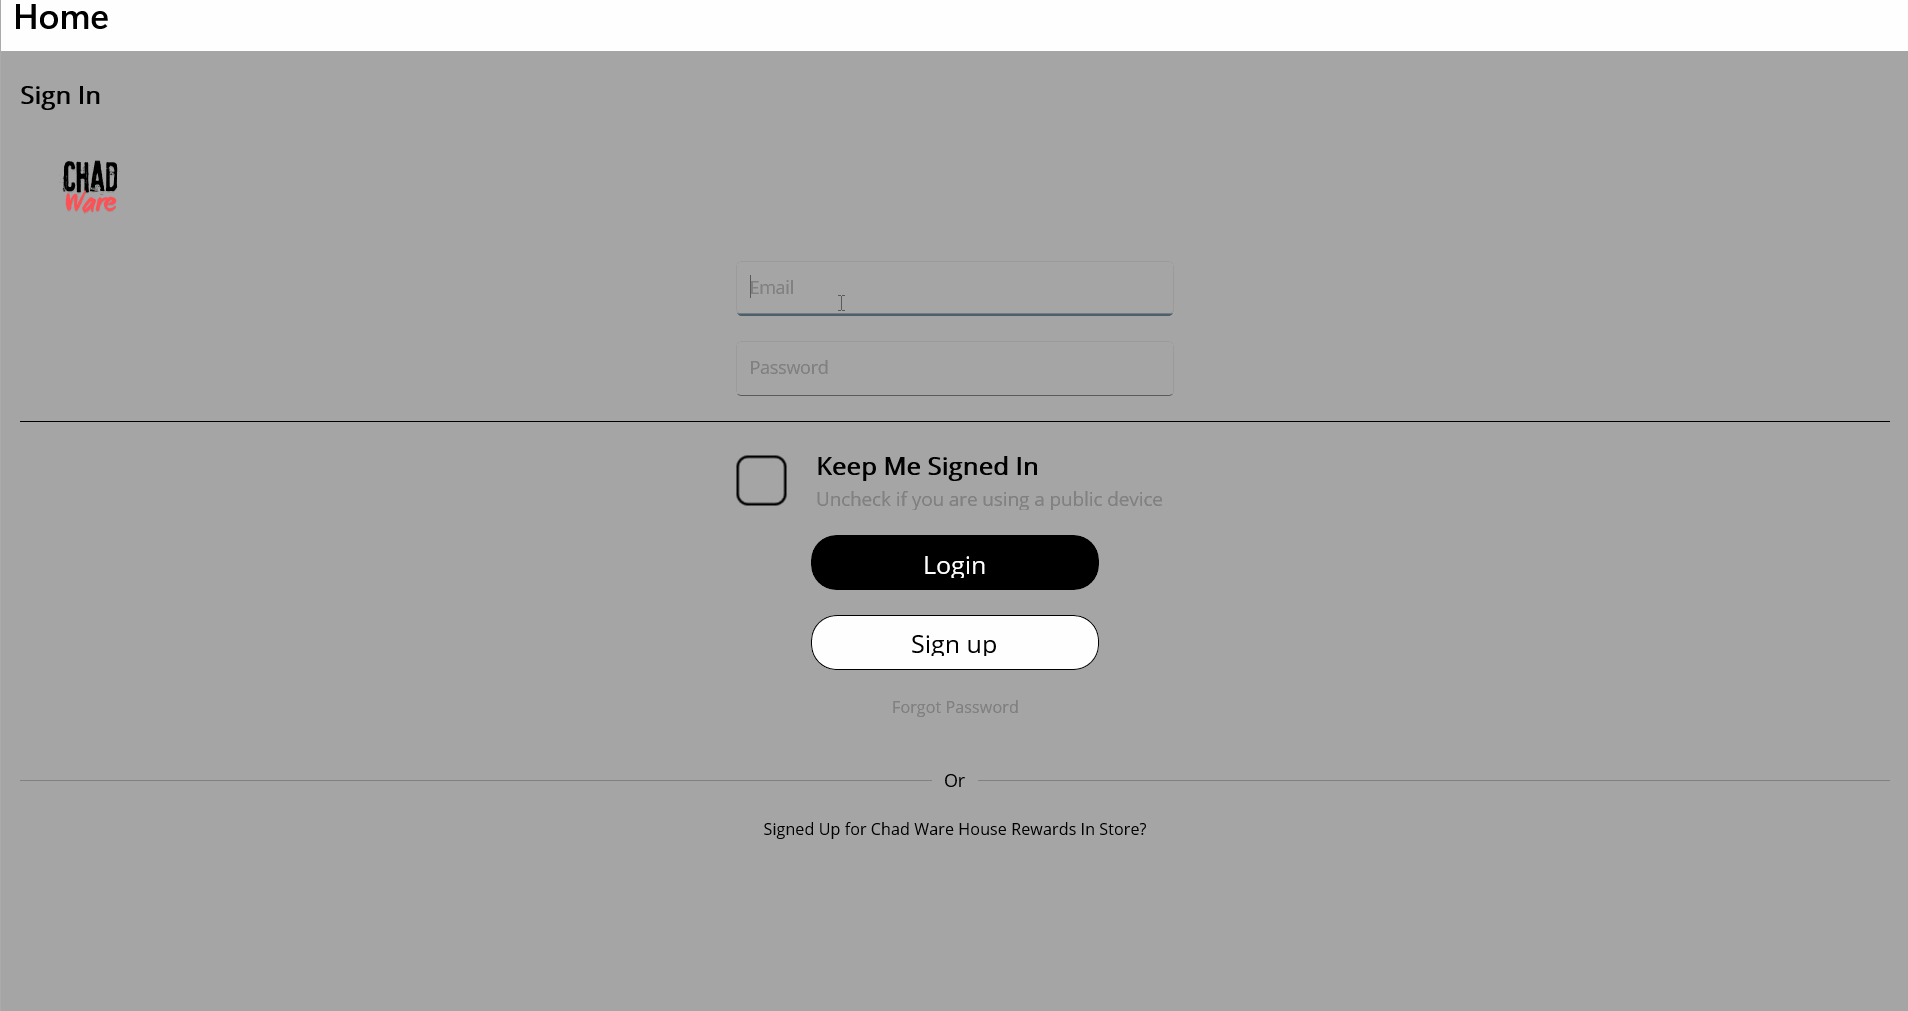 Home
Sign In
CHAD
Ware
Email
Password
Keep Me Signed In
Uncheck if you are using a public device
Login
Sign up
Forgot Password
Or
Signed Up for Chad Ware House Rewards In Store?